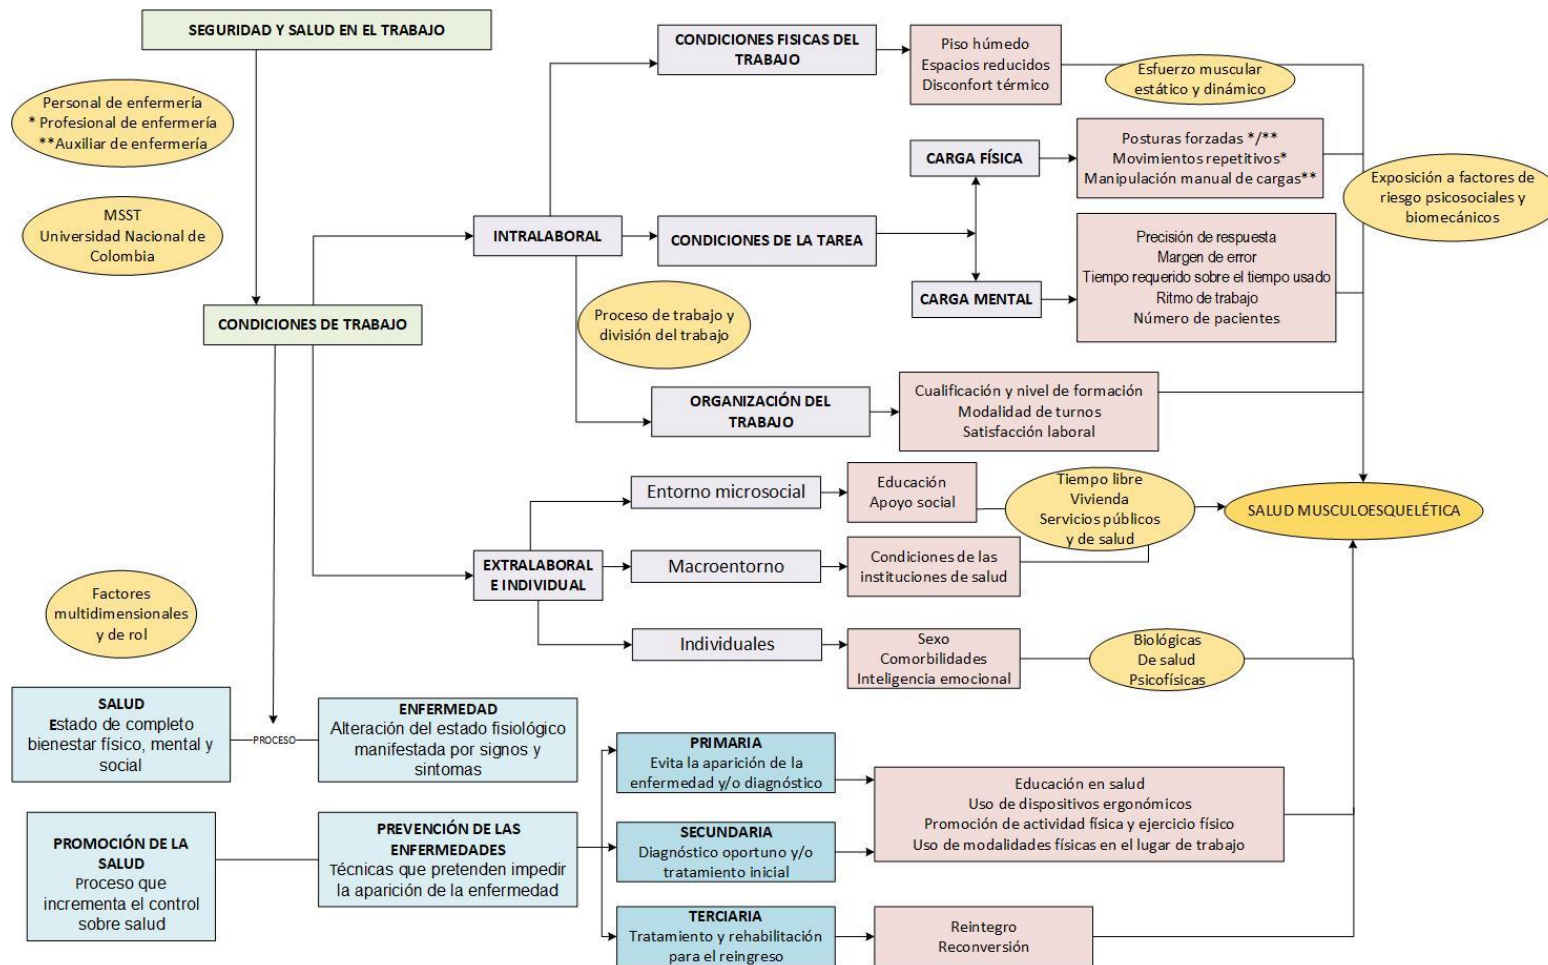 SEGURIDAD Y SALUD EN EL TRABAJO
Personal de enfermería
* Profesional de enfermería
**Auxiliar de enfermería
MSST
Universidad Nacional de
Colombia
CONDICIONES DE TRABAJO
CONDICIONES FISICAS DEL
TRABAJO
Piso húmedo
Espacios reducidos
Disconfort térmico
Esfuerzo muscular
estático y dinámico
INTRALABORAL
CONDICIONES DE LA TAREA
CARGA FÍSICA
Posturas forzadas */**
Movimientos repetitivos*
Manipulación manual de cargas**
Exposición a factores de
riesgo psicosociales y
biomecánicos
CARGA MENTAL
Precisión de respuesta
Margen de error
Tiempo requerido sobre el tiempo usado
Ritmo de trabajo
Número de pacientes
Proceso de trabajo y
división del trabajo
ORGANIZACIÓN DEL
TRABAJO
Cualificación y nivel de formación
Modalidad de turnos
Satisfacción laboral
Entorno microsocial
Educación
Apoyo social
Tiempo libre
Vivienda
Servicios públicos
y de salud
SALUD MUSCULOESQUELÉTICA
EXTRALABORAL
E INDIVIDUAL
Macroentorno
Condiciones de las
instituciones de salud
Individuales
Sexo
Comorbilidades
Inteligencia emocional
Biológicas
De salud
Psicofísicas
Factores
multidimensionales
y de rol
SALUD
Estado de completo
bienestar físico, mental y
social
PROCESO
ENFERMEDAD
Alteración del estado fisiológico
manifestada por signos y
sintomas
PROMOCIÓN DE LA
SALUD
Proceso que
incrementa el control
sobre salud
PREVENCIÓN DE LAS
ENFERMEDADES
Técnicas que pretenden impedir
la aparición de la enfermedad
PRIMARIA
Evita la aparición de la
enfermedad y/o diagnóstico
SECUNDARIA
Diagnóstico oportuno y/o
tratamiento inicial
TERCIARIA
Tratamiento y rehabilitación
para el reingreso
Educación en salud
Uso de dispositivos ergonómicos
Promoción de actividad física y ejercicio físico
Uso de modalidades físicas en el lugar de trabajo
Reintegro
Reconversión